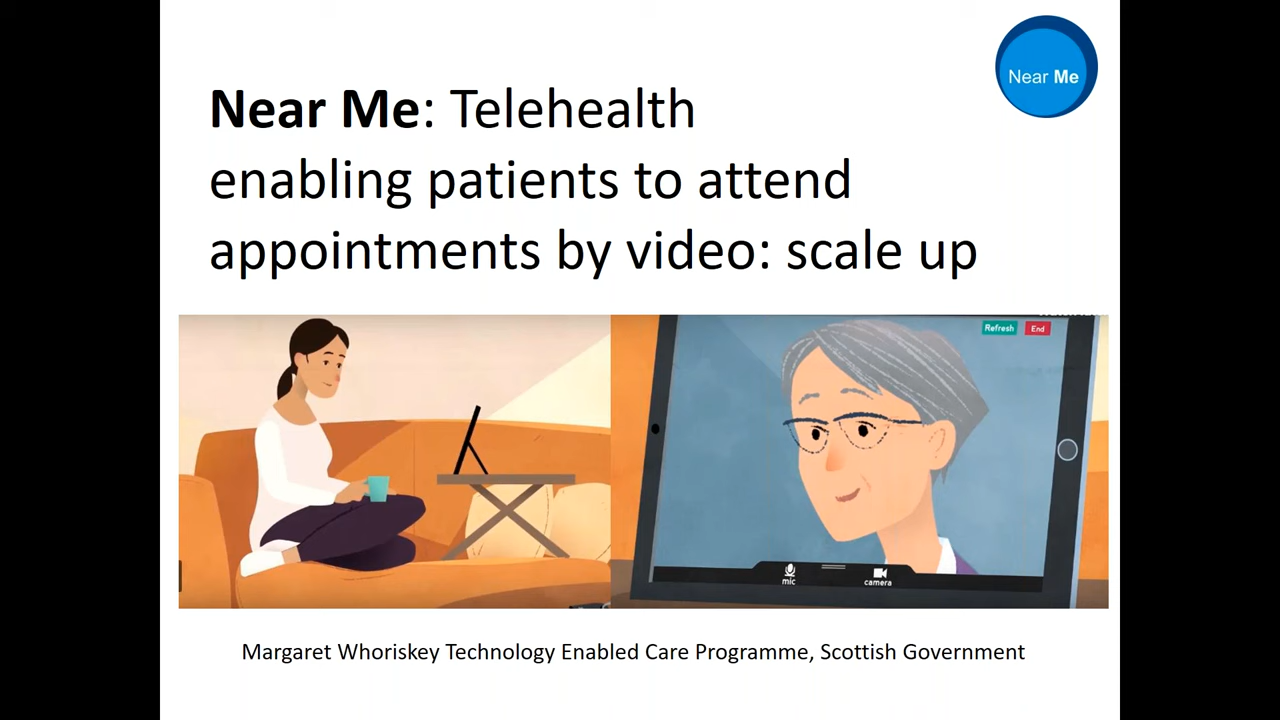 Near Me
Near Me: Telehealth
enabling patients to attend
appointments by video: scale up
Refresh End
mic camera
Margaret Whoriskey Technology Enabled Care Programme, Scottish Government